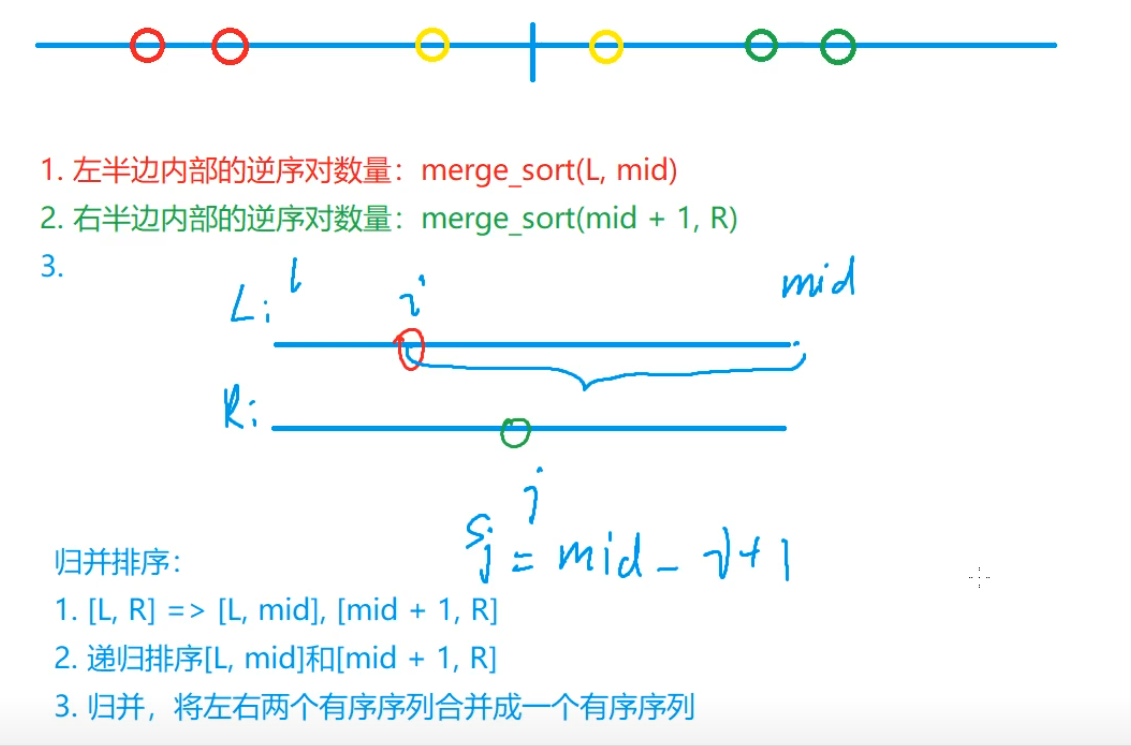 1. 左半边内部的逆序对数量：merge_sort(L, mid)
2. 右半边内部的逆序对数量：merge_sort(mid + 1, R)
3.
l
i
mid
Li
Ri
j
Sj = mid - i + 1
归并排序：
1. [L, R] => [L, mid], [mid + 1, R]
2. 递归排序[L, mid]和[mid + 1, R]
3. 归并，将左右两个有序序列合并成一个有序序列